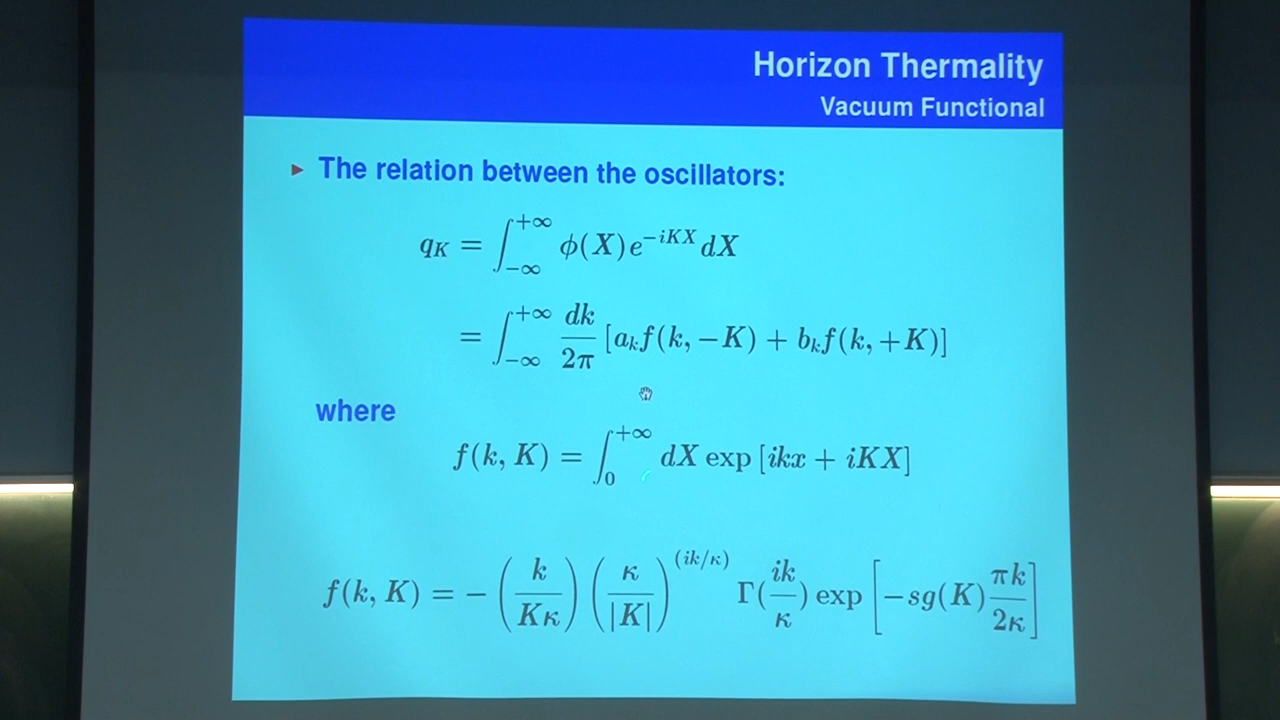 Horizon Thermality
Vacuum Functional
▸ The relation between the oscillators:
q_K = ∫_{−∞}^{+∞} ϕ(X)e^{−iKX} dX
= ∫_{−∞}^{+∞} dk/2π [a_k f(k, −K) + b_k f(k, +K)]
where
f(k, K) = ∫_0^{+∞} dX exp [ikx + iKX]
f(k, K) = − (k/Kκ) (κ/|K|)^{(ik/κ)} Γ(ik/κ) exp [−sg(K) πk/2κ]